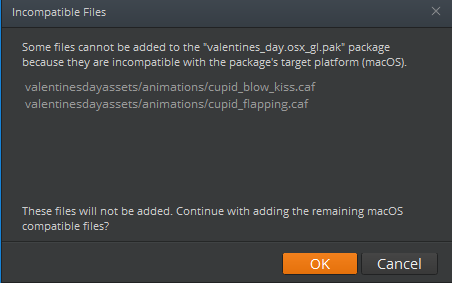 Incompatible Files
Some files cannot be added to the "valentines_day.osx_gl.pak" package
because they are incompatible with the package's target platform (macOS).
valentinesdayassets/animations/cupid_blow_kiss.caf
valentinesdayassets/animations/cupid_flapping.caf
These files will not be added. Continue with adding the remaining macOS
compatible files?
OK
Cancel